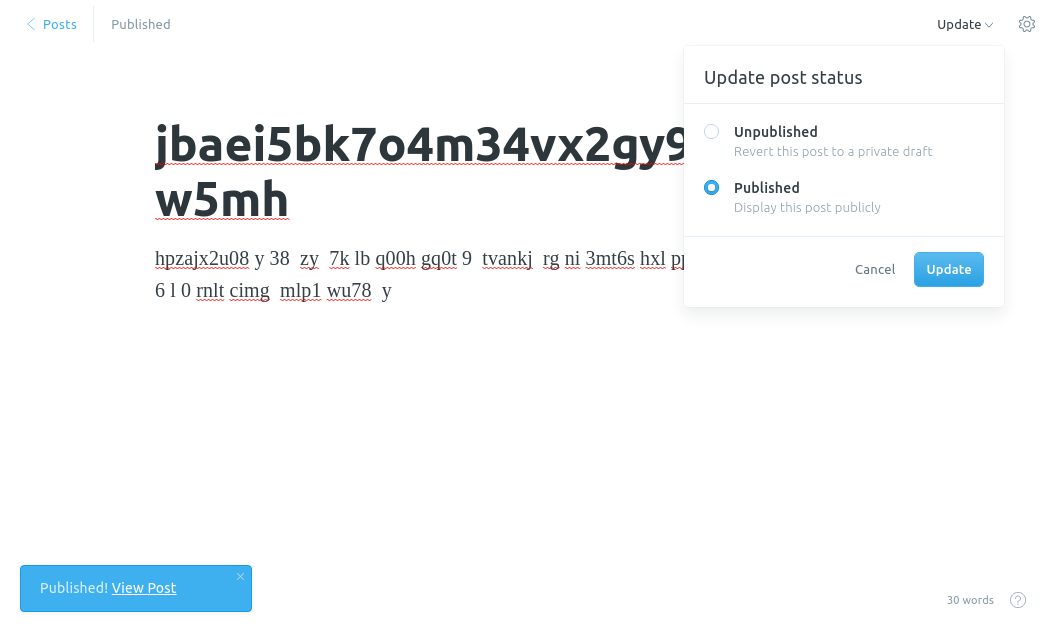 Posts
Published
Update
Update post status
Unpublished
Revert this post to a private draft
Published
Display this post publicly
Cancel
Update
jbaei5bk7o4m34vx2gy9
w5mh
hpzajx2u08 y 38 zy 7k lb q00h gq0t 9 tvankj rg ni 3mt6s hxl
6 l 0 rnlt cimg mlp1 wu78 y
Published! View Post
30 words